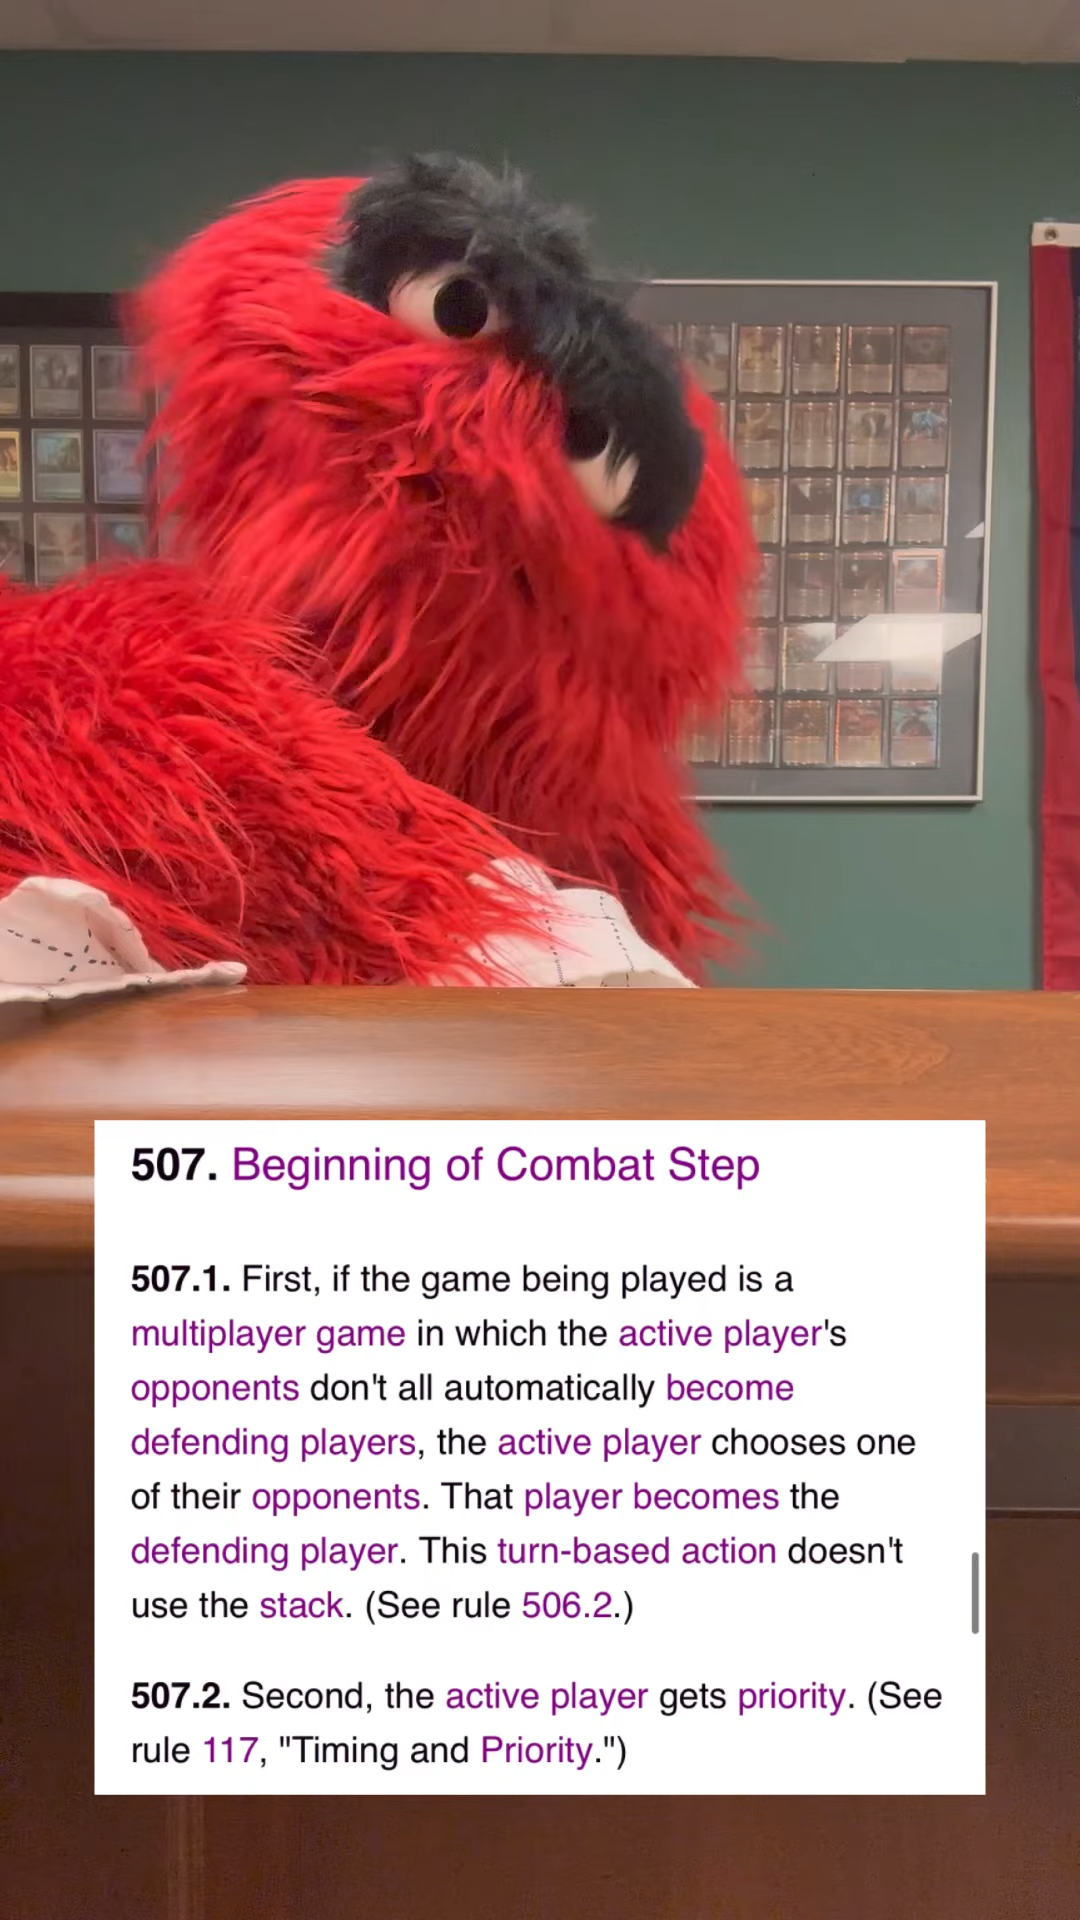 507. Beginning of Combat Step
507.1. First, if the game being played is a
multiplayer game in which the active player's
opponents don't all automatically become
defending players, the active player chooses one
of their opponents. That player becomes the
defending player. This turn-based action doesn't
use the stack. (See rule 506.2.)
507.2. Second, the active player gets priority. (See
rule 117, "Timing and Priority.")